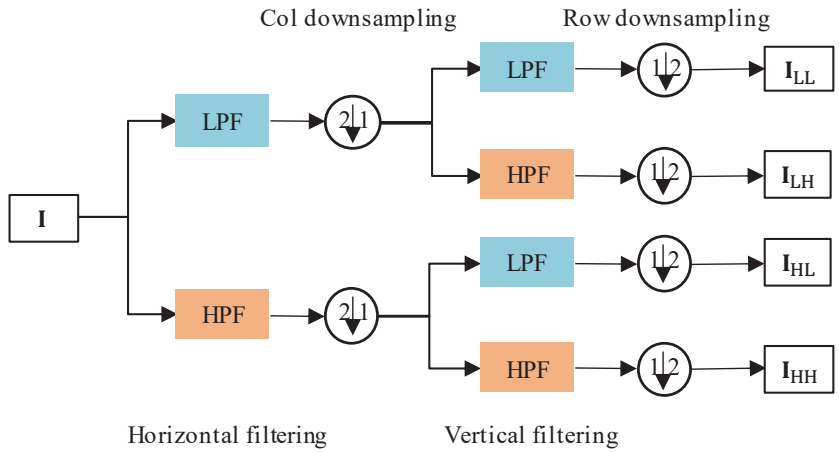 Col downsampling Row downsampling
LPF 1↓2 I_LL
LPF 2↓1
HPF 1↓2 I_LH
I
LPF 1↓2 I_HL
HPF 2↓1
HPF 1↓2 I_HH
Horizontal filtering Vertical filtering